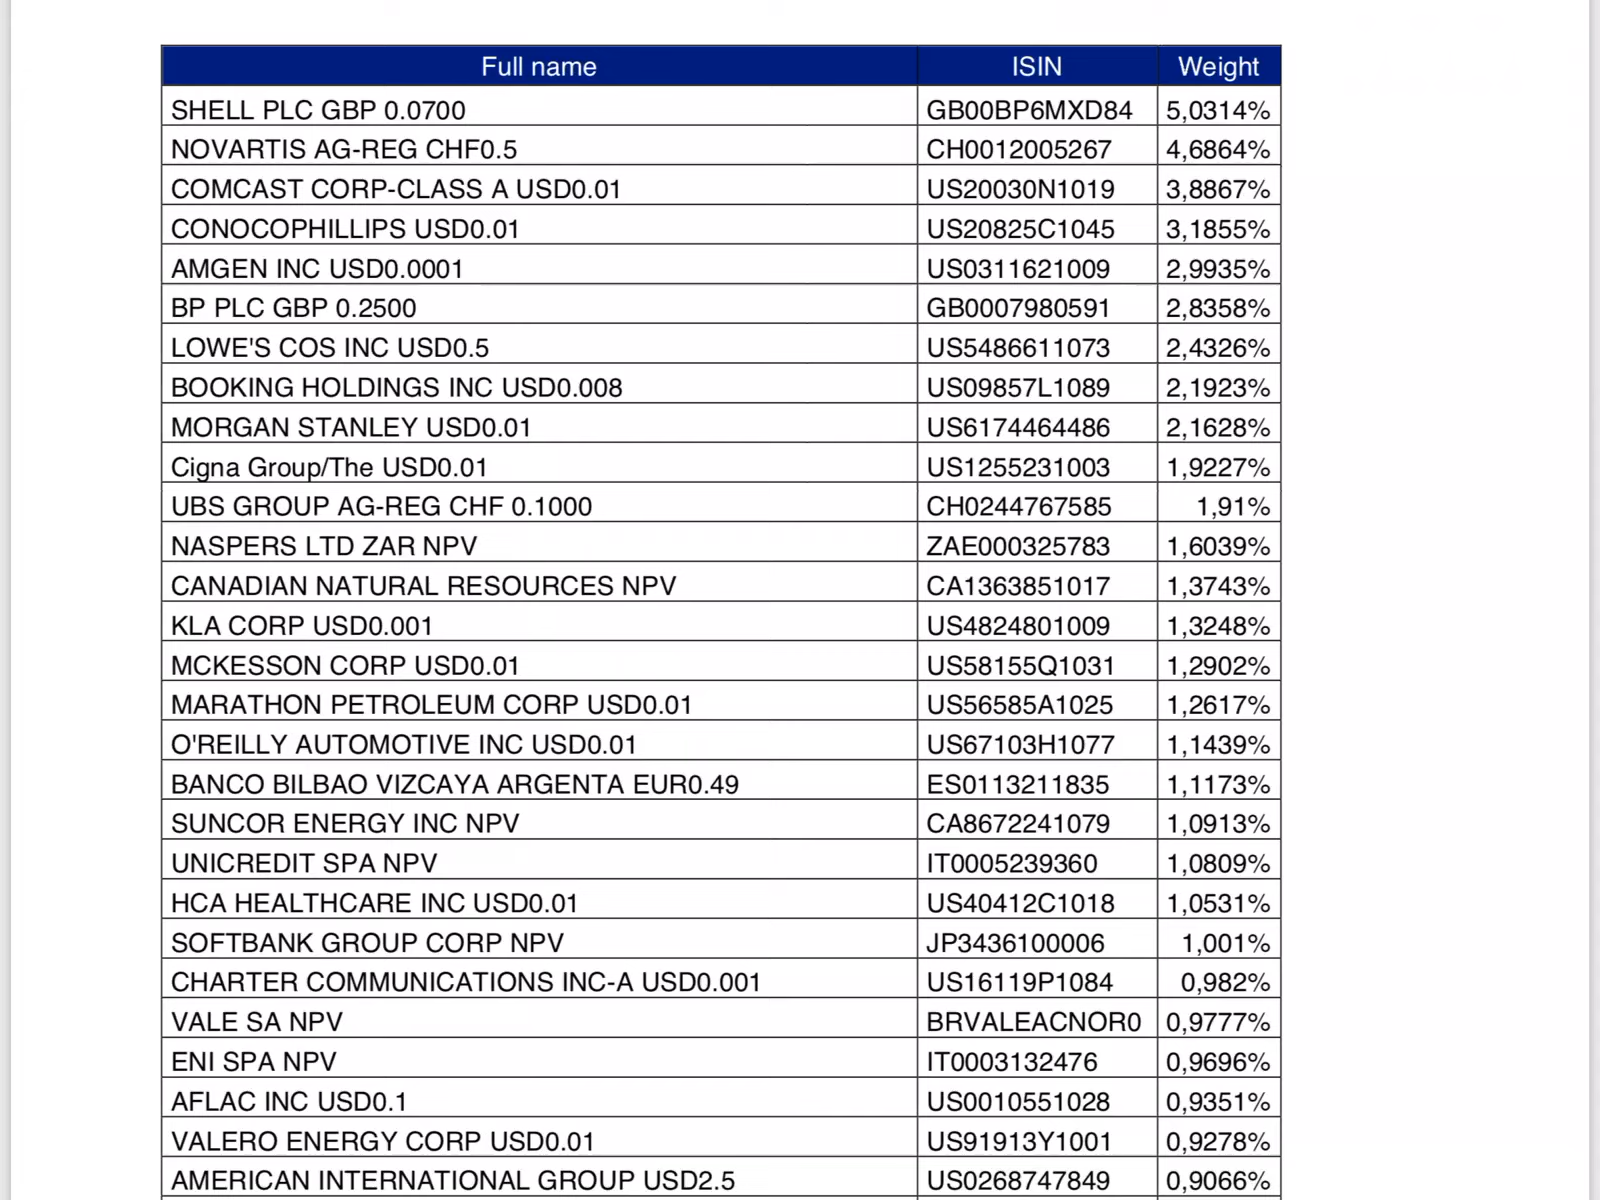 Full name ISIN Weight
SHELL PLC GBP 0.0700 GB00BP6MXD84 5,0314%
NOVARTIS AG-REG CHF0.5 CH0012005267 4,6864%
COMCAST CORP-CLASS A USD0.01 US20030N1019 3,8867%
CONOCOPHILLIPS USD0.01 US20825C1045 3,1855%
AMGEN INC USD0.0001 US0311621009 2,9935%
BP PLC GBP 0.2500 GB0007980591 2,8358%
LOWE'S COS INC USD0.5 US5486611073 2,4326%
BOOKING HOLDINGS INC USD0.008 US09857L1089 2,1923%
MORGAN STANLEY USD0.01 US6174464486 2,1628%
Cigna Group/The USD0.01 US1255231003 1,9227%
UBS GROUP AG-REG CHF 0.1000 CH0244767585 1,91%
NASPERS LTD ZAR NPV ZAE000325783 1,6039%
CANADIAN NATURAL RESOURCES NPV CA1363851017 1,3743%
KLA CORP USD0.001 US4824801009 1,3248%
MCKESSON CORP USD0.01 US58155Q1031 1,2902%
MARATHON PETROLEUM CORP USD0.01 US56585A1025 1,2617%
O'REILLY AUTOMOTIVE INC USD0.01 US67103H1077 1,1439%
BANCO BILBAO VIZCAYA ARGENTA EUR0.49 ES0113211835 1,1173%
SUNCOR ENERGY INC NPV CA8672241079 1,0913%
UNICREDIT SPA NPV IT0005239360 1,0809%
HCA HEALTHCARE INC USD0.01 US40412C1018 1,0531%
SOFTBANK GROUP CORP NPV JP3436100006 1,001%
CHARTER COMMUNICATIONS INC-A USD0.001 US16119P1084 0,982%
VALE SA NPV BRVALEACNOR0 0,9777%
ENI SPA NPV IT0003132476 0,9696%
AFLAC INC USD0.1 US0010551028 0,9351%
VALERO ENERGY CORP USD0.01 US91913Y1001 0,9278%
AMERICAN INTERNATIONAL GROUP USD2.5 US0268747849 0,9066%